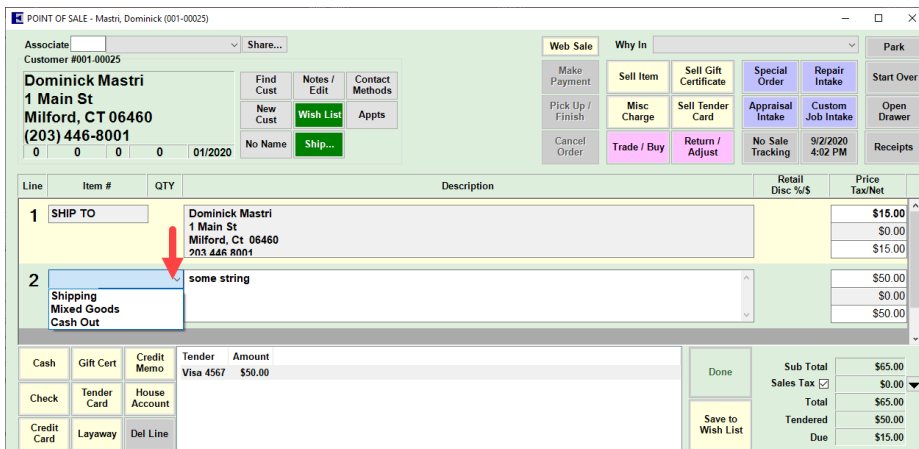 POINT OF SALE - Mastri, Dominick (001-00025)
Associate
Share...
Customer #001-00025
Dominick Mastri
1 Main St
Milford, CT 06460
(203) 446-8001
0 0 0 0 01/2020
Find Cust
Notes / Edit
Contact Methods
New Cust
Wish List
Appts
No Name
Ship...
Web Sale
Why In
Park
Make Payment
Sell Item
Sell Gift Certificate
Special Order
Repair Intake
Start Over
Pick Up / Finish
Misc Charge
Sell Tender Card
Appraisal Intake
Custom Job Intake
Open Drawer
Cancel Order
Trade / Buy
Return / Adjust
No Sale Tracking
9/2/2020 4:02 PM
Receipts
Line Item # QTY Description Retail Disc %/$ Price Tax/Net
1 SHIP TO
Dominick Mastri
1 Main St
Milford, Ct 06460
203 446 8001
$15.00
$0.00
$15.00
2
some string
$50.00
$0.00
$50.00
Shipping
Mixed Goods
Cash Out
Cash
Gift Cert
Credit Memo
Check
Tender Card
House Account
Credit Card
Layaway
Del Line
Tender Amount
Visa 4567 $50.00
Done
Save to Wish List
Sub Total $65.00
Sales Tax $0.00
Total $65.00
Tendered $50.00
Due $15.00